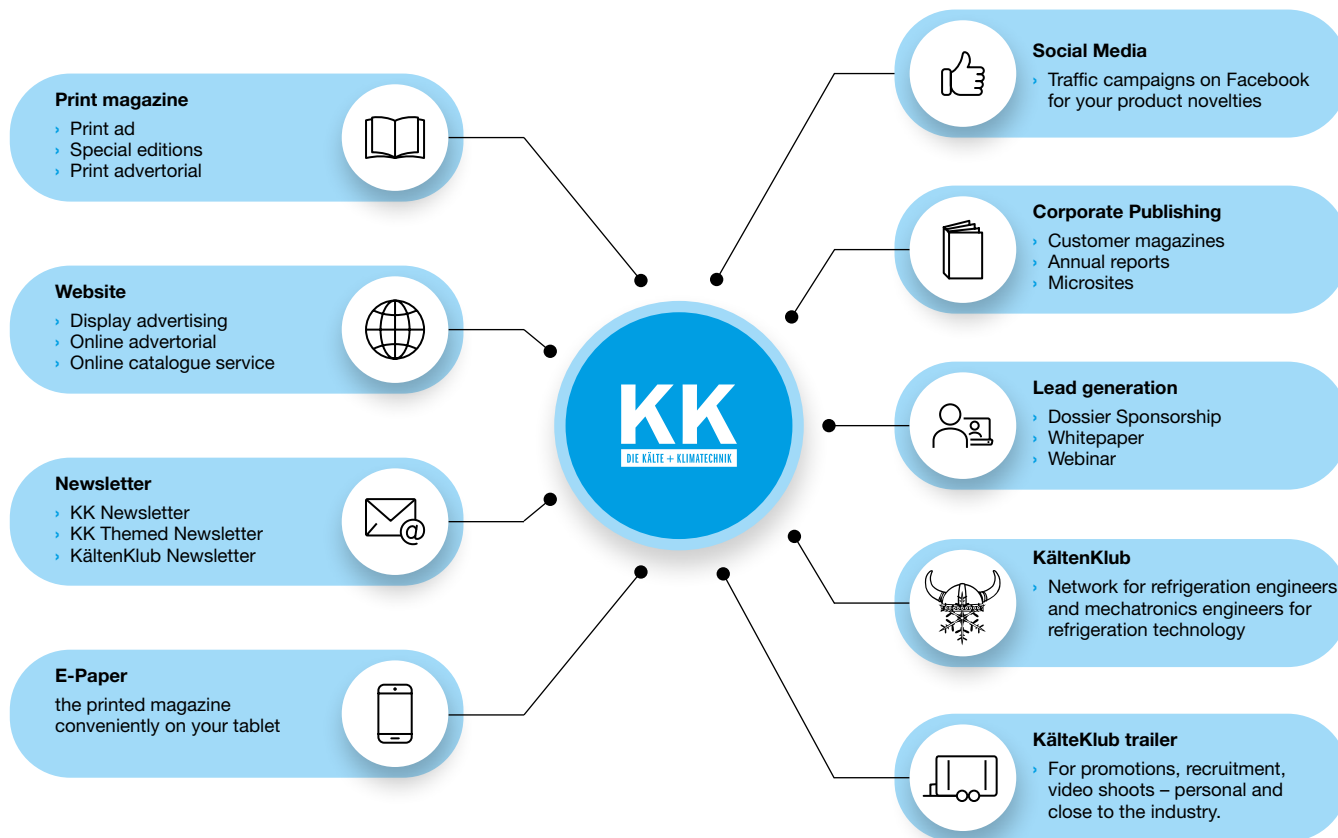 Print magazine
› Print ad
› Special editions
› Print advertorial
Website
› Display advertising
› Online advertorial
› Online catalogue service
Newsletter
› KK Newsletter
› KK Themed Newsletter
› KältenKlub Newsletter
@
E-Paper
the printed magazine
conveniently on your tablet
KK
DIE KÄLTE + KLIMATECHNIK
Social Media
› Traffic campaigns on Facebook
for your product novelties
Corporate Publishing
› Customer magazines
› Annual reports
› Microsites
Lead generation
› Dossier Sponsorship
› Whitepaper
› Webinar
KältenKlub
› Network for refrigeration engineers
and mechatronics engineers for
refrigeration technology
KälteKlub trailer
› For promotions, recruitment,
video shoots – personal and
close to the industry.